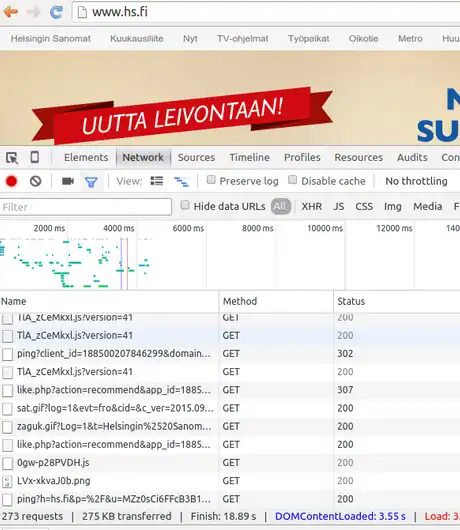 www.hs.fi
Helsingin Sanomat Kuukausiliite Nyt TV-ohjelmat Työpaikat Oikotie Metro Huu
UUTTA LEIVONTAAN!
N
SU
Elements Network Sources Timeline Profiles Resources Audits Con
View: Preserve log Disable cache No throttling
Filter Hide data URLs All XHR JS CSS Img Media F
2000 ms 4000 ms 6000 ms 8000 ms 10000 ms 12000 ms 140
Name Method Status
TlA_zCeMkxl.js?version=41 GET 200
TlA_zCeMkxl.js?version=41 GET 200
ping?client_id=188500207846299&domain... GET 302
TlA_zCeMkxl.js?version=41 GET 200
like.php?action=recommend&app_id=1885... GET 307
sat.gif?log=1&evt=fro&cid=&c_ver=2015.09... GET 200
zaguk.gif?Log=1&t=Helsingin%2520Sanom... GET 200
like.php?action=recommend&app_id=1885... GET 200
0gw-p28PVDH.js GET 200
LVx-xkvaJ0b.png GET 200
ping?h=hs.fi&p=%2F&u=MZz0sCi6FFcB3B1... GET 200
273 requests | 275 KB transferred | Finish: 18.89 s | DOMContentLoaded: 3.55 s | Load: 3.